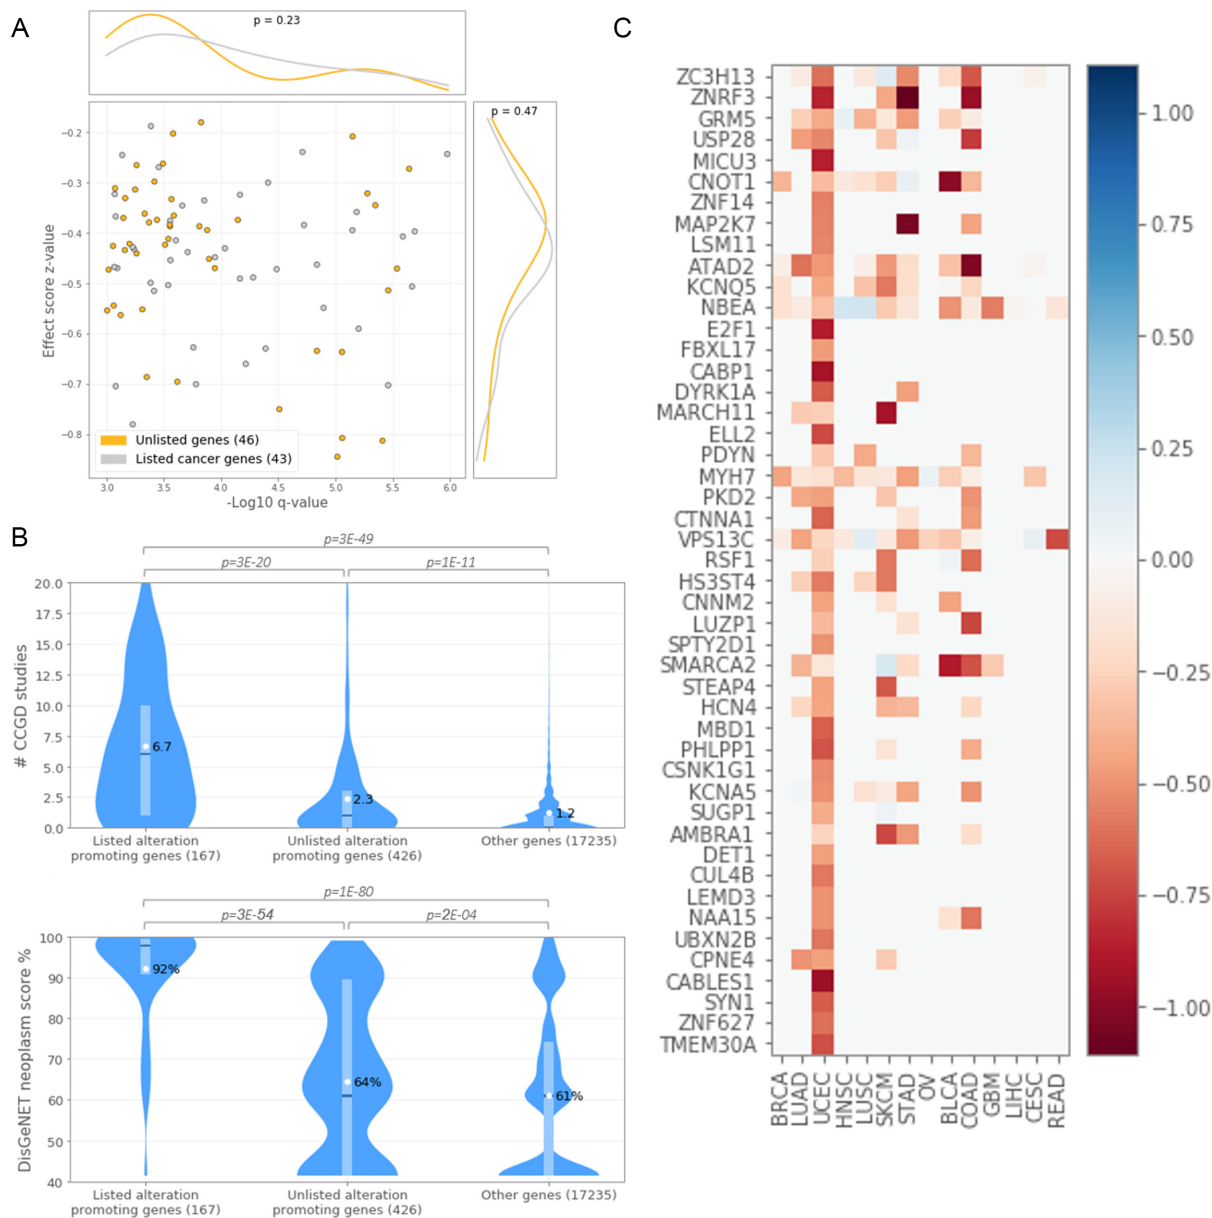 A
p = 0.23
p = 0.47
−0.2
−0.3
−0.4
−0.5
−0.6
−0.7
−0.8
Effect score z-value
Unlisted genes (46)
Listed cancer genes (43)
3.0 3.5 4.0 4.5 5.0 5.5 6.0
-Log10 q-value
B
p=3E-49
p=3E-20 p=1E-11
20.0
17.5
15.0
12.5
10.0
7.5
5.0
2.5
0.0
# CCGD studies
6.7
2.3
1.2
Listed alteration
promoting genes (167)
Unlisted alteration
promoting genes (426)
Other genes (17235)
p=1E-80
p=3E-54 p=2E-04
100
90
80
70
60
50
40
DisGeNET neoplasm score %
92%
64%
61%
Listed alteration
promoting genes (167)
Unlisted alteration
promoting genes (426)
Other genes (17235)
C
ZC3H13
ZNRF3
GRM5
USP28
MICU3
CNOT1
ZNF14
MAP2K7
LSM11
ATAD2
KCNQ5
NBEA
E2F1
FBXL17
CABP1
DYRK1A
MARCH11
ELL2
PDYN
MYH7
PKD2
CTNNA1
VPS13C
RSF1
HS3ST4
CNNM2
LUZP1
SPTY2D1
SMARCA2
STEAP4
HCN4
MBD1
PHLPP1
CSNK1G1
KCNA5
SUGP1
AMBRA1
DET1
CUL4B
LEMD3
NAA15
UBXN2B
CPNE4
CABLES1
SYN1
ZNF627
TMEM30A
BRCA
LUAD
UCEC
HNSC
LUSC
SKCM
STAD
OV
BLCA
COAD
GBM
LIHC
CESC
READ
1.00
0.75
0.50
0.25
0.00
−0.25
−0.50
−0.75
−1.00